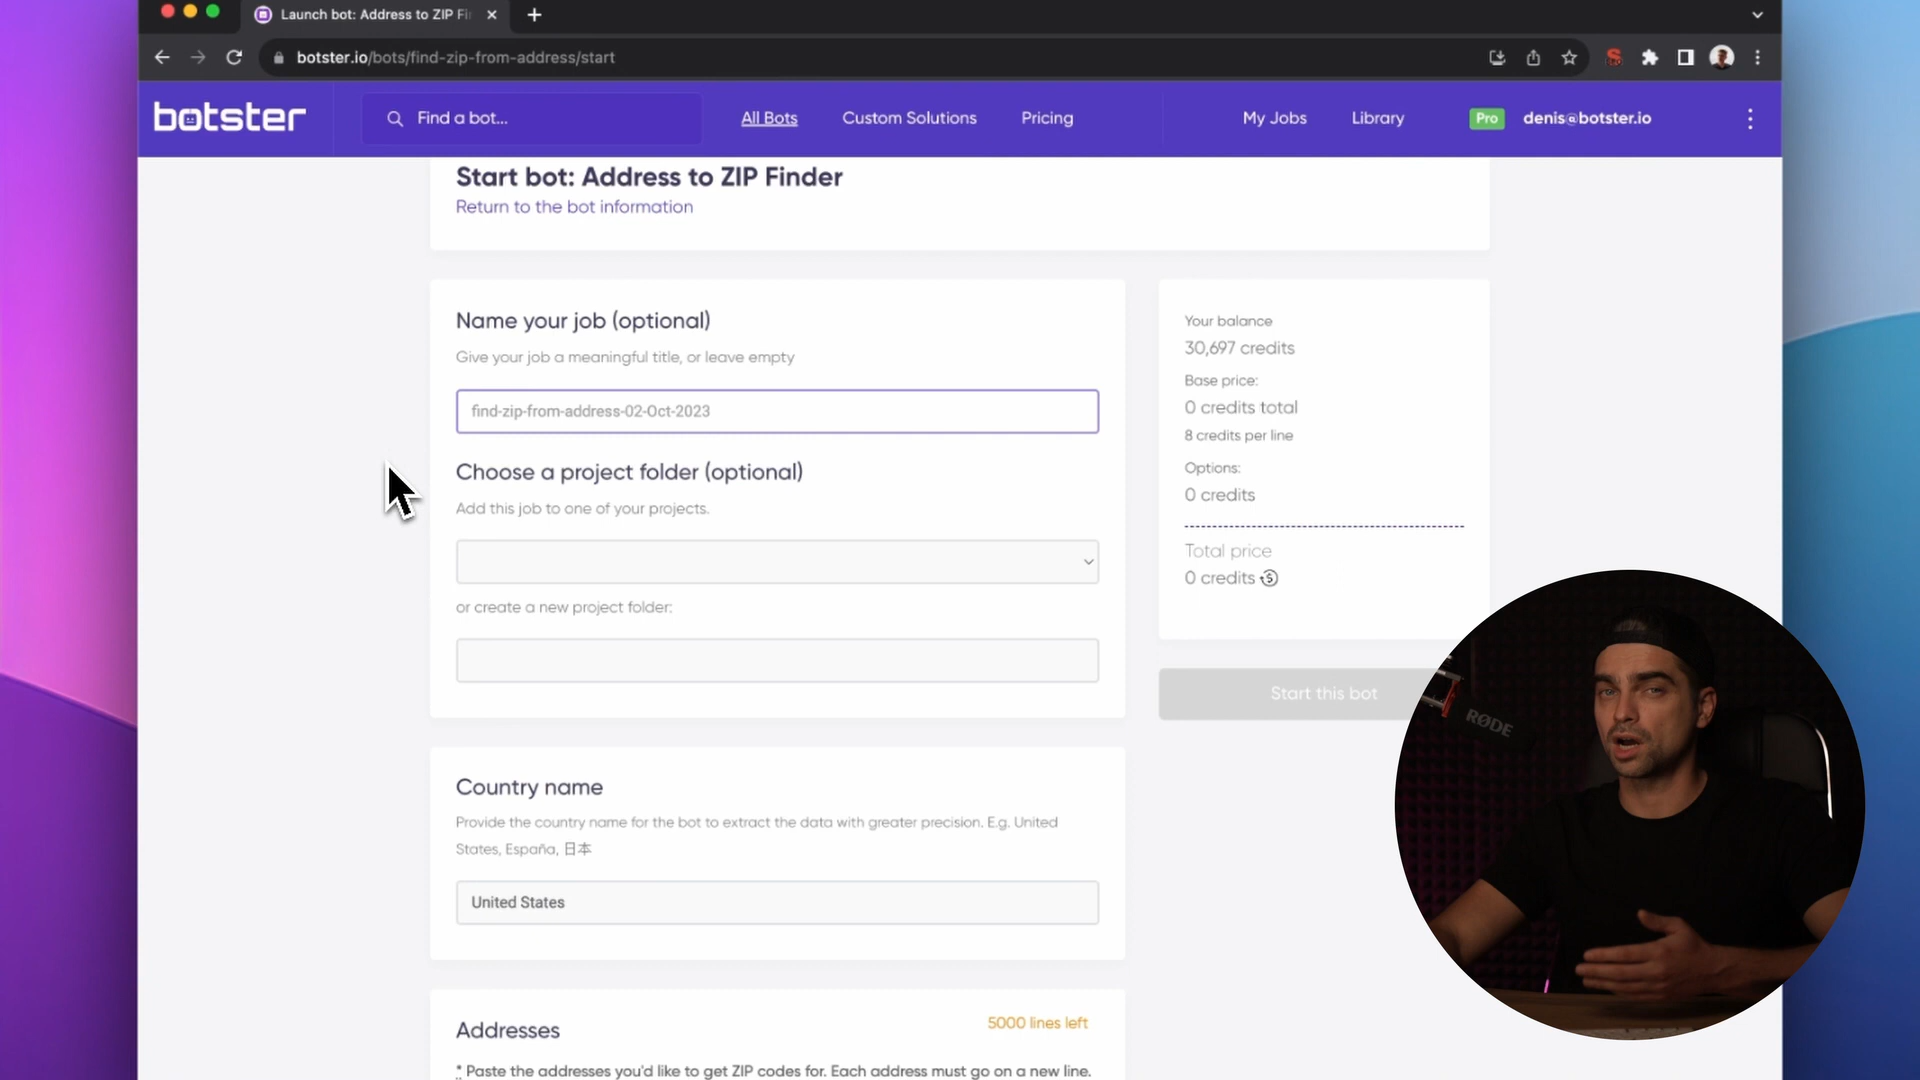 Launch bot: Address to ZIP Fi
botster.io/bots/find-zip-from-address/start
botster
Find a bot...
All Bots
Custom Solutions
Pricing
My Jobs
Library
Pro
denis@botster.io
Start bot: Address to ZIP Finder
Return to the bot information
Name your job (optional)
Give your job a meaningful title, or leave empty
find-zip-from-address-02-Oct-2023
Choose a project folder (optional)
Add this job to one of your projects.
or create a new project folder:
Your balance
30,697 credits
Base price:
0 credits total
8 credits per line
Options:
0 credits
Total price
0 credits
Start this bot
RØDE
Country name
Provide the country name for the bot to extract the data with greater precision. E.g. United
States, España, 日本
United States
Addresses
5000 lines left
* Paste the addresses you'd like to get ZIP codes for. Each address must go on a new line.